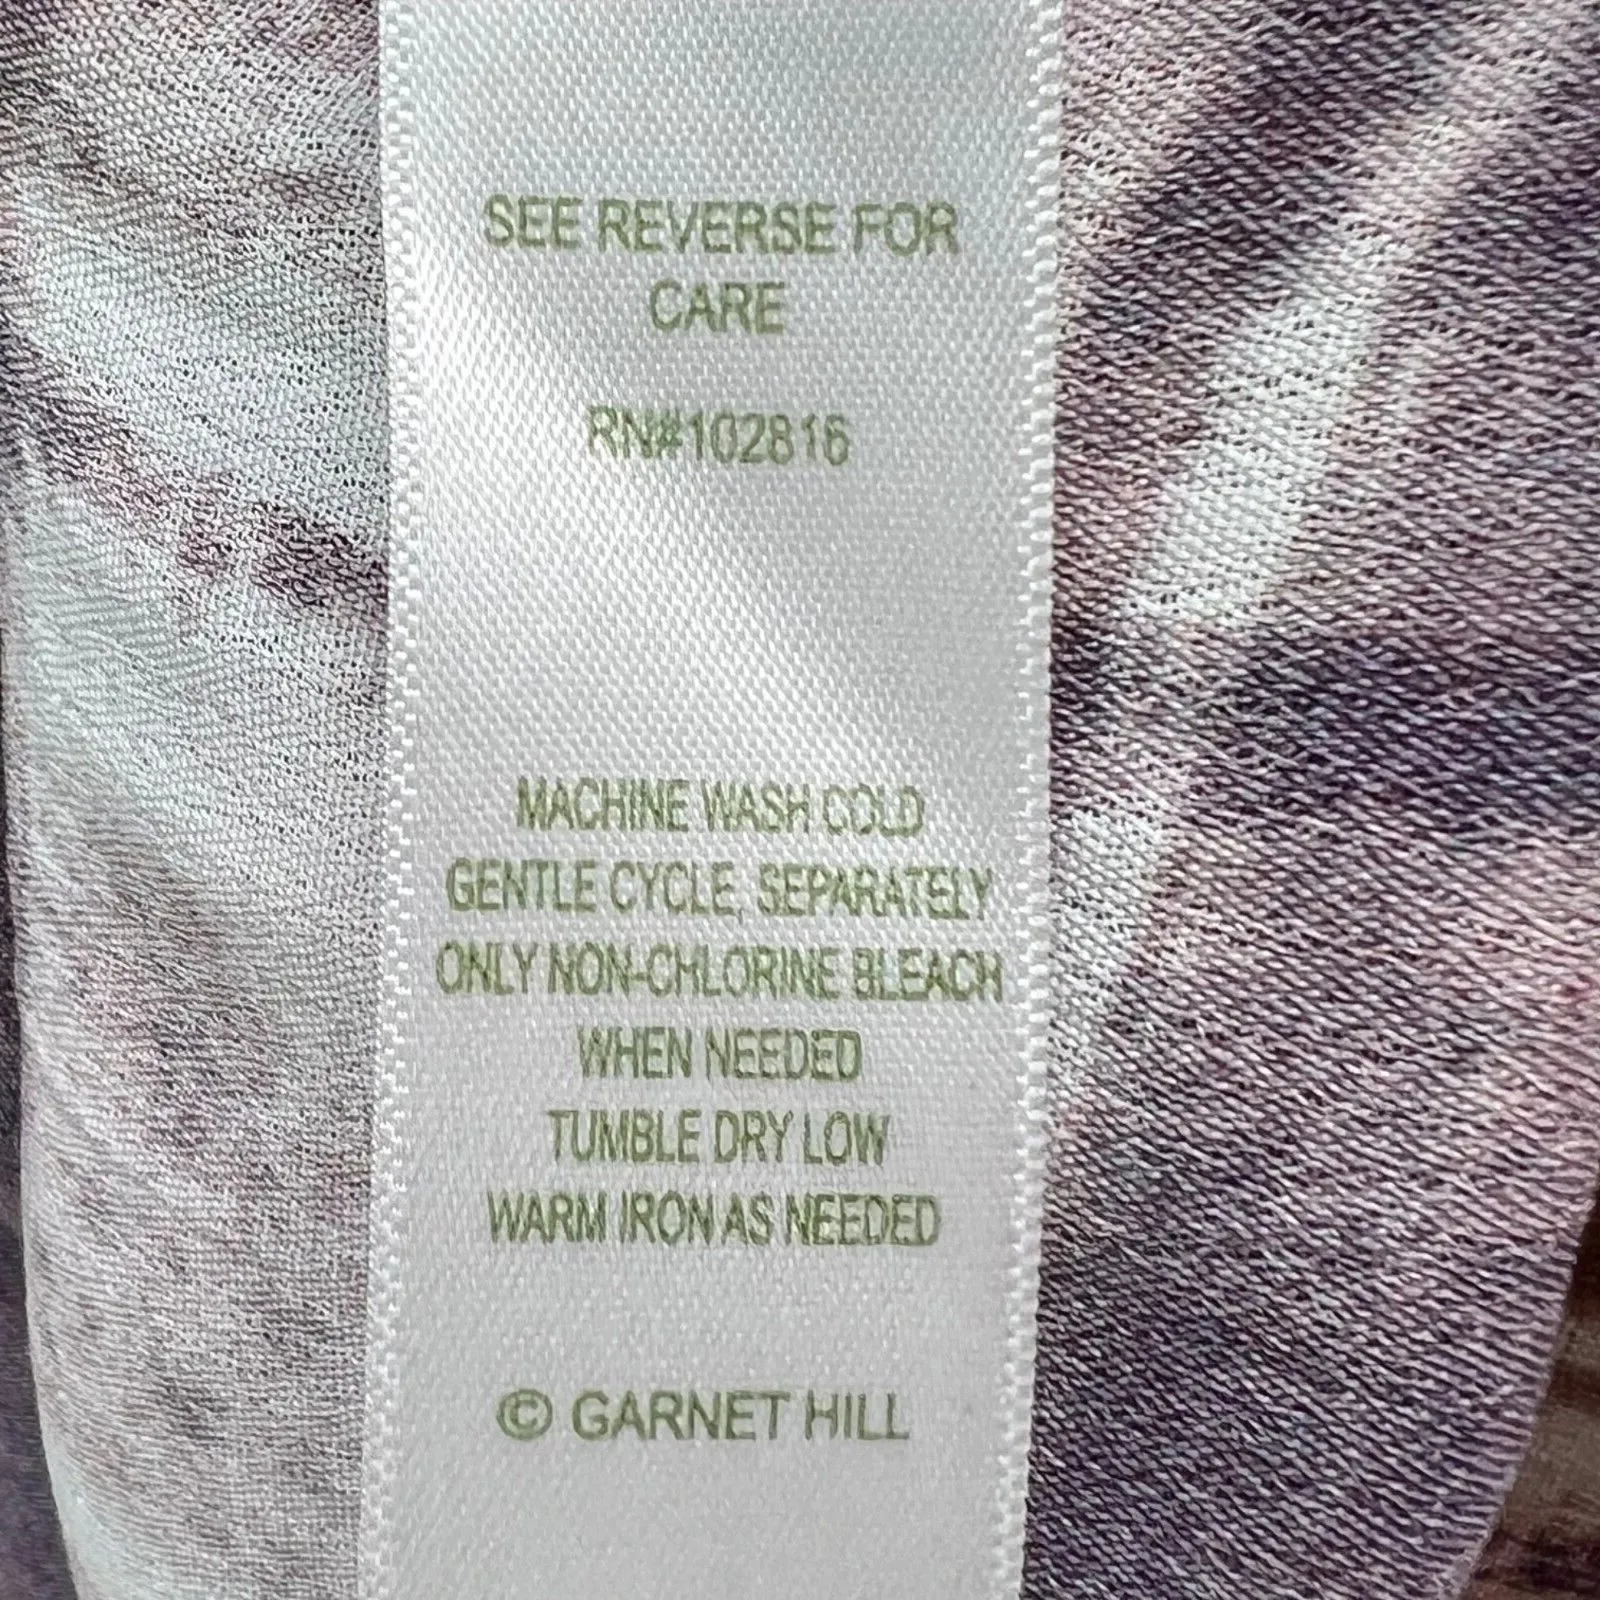 SEE REVERSE FOR
CARE
RN#102816
MACHINE WASH COLD
GENTLE CYCLE, SEPARATELY
ONLY NON-CHLORINE BLEACH
WHEN NEEDED
TUMBLE DRY LOW
WARM IRON AS NEEDED
© GARNET HILL